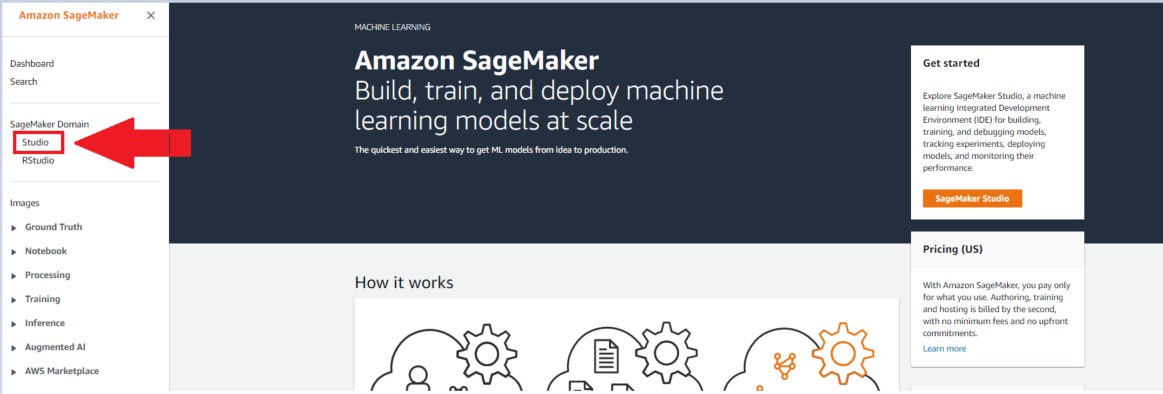 Amazon SageMaker
Dashboard
Search
SageMaker Domain
Studio
RStudio
Images
Ground Truth
Notebook
Processing
Training
Inference
Augmented AI
AWS Marketplace
MACHINE LEARNING
Amazon SageMaker
Build, train, and deploy machine
learning models at scale
The quickest and easiest way to get ML models from idea to production.
Get started
Explore SageMaker Studio, a machine
learning Integrated Development
Environment (IDE) for building,
training, and debugging models,
tracking experiments, deploying
models, and monitoring their
performance.
SageMaker Studio
Pricing (US)
With Amazon SageMaker, you pay only
for what you use. Authoring, training
and hosting is billed by the second,
with no minimum fees and no upfront
commitments.
Learn more
How it works